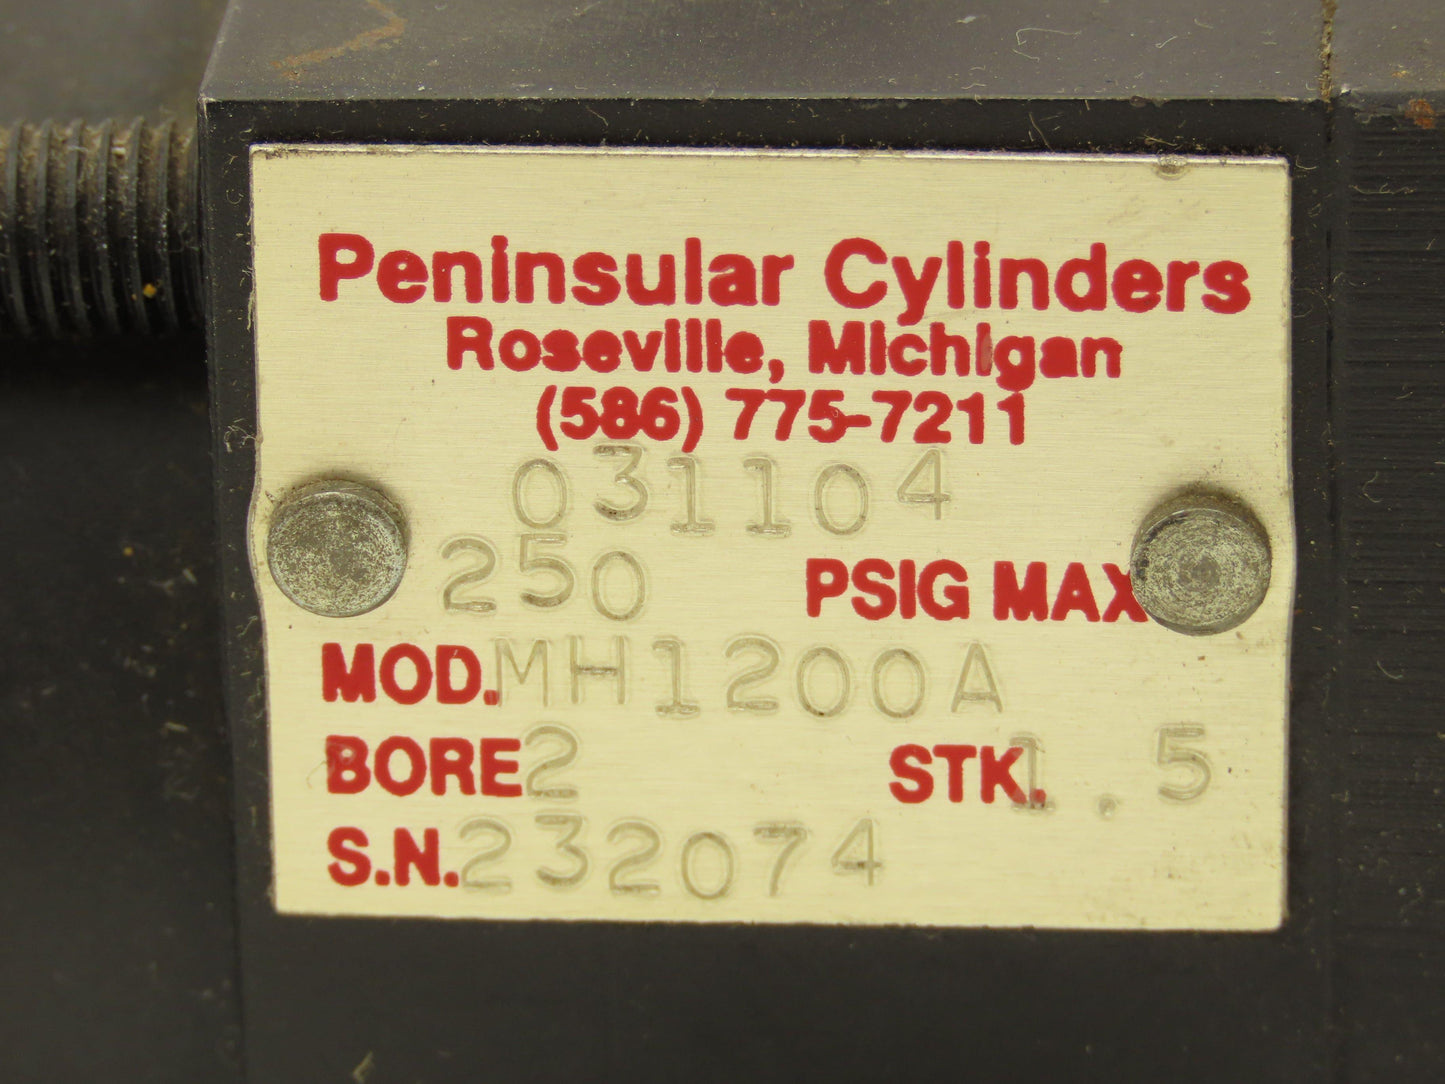 Peninsular Cylinders
Roseville, Michigan
(586) 775-7211
031104
250 PSIG MAX
MOD. MH1200A
BORE 2 STK. 1.5
S.N. 232074